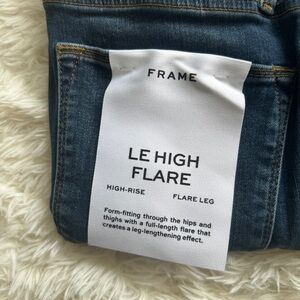 FRAME
LE HIGH
FLARE
HIGH-RISE FLARE LEG
Form-fitting through the hips and
thighs with a full-length flare that
creates a leg-lengthening effect.